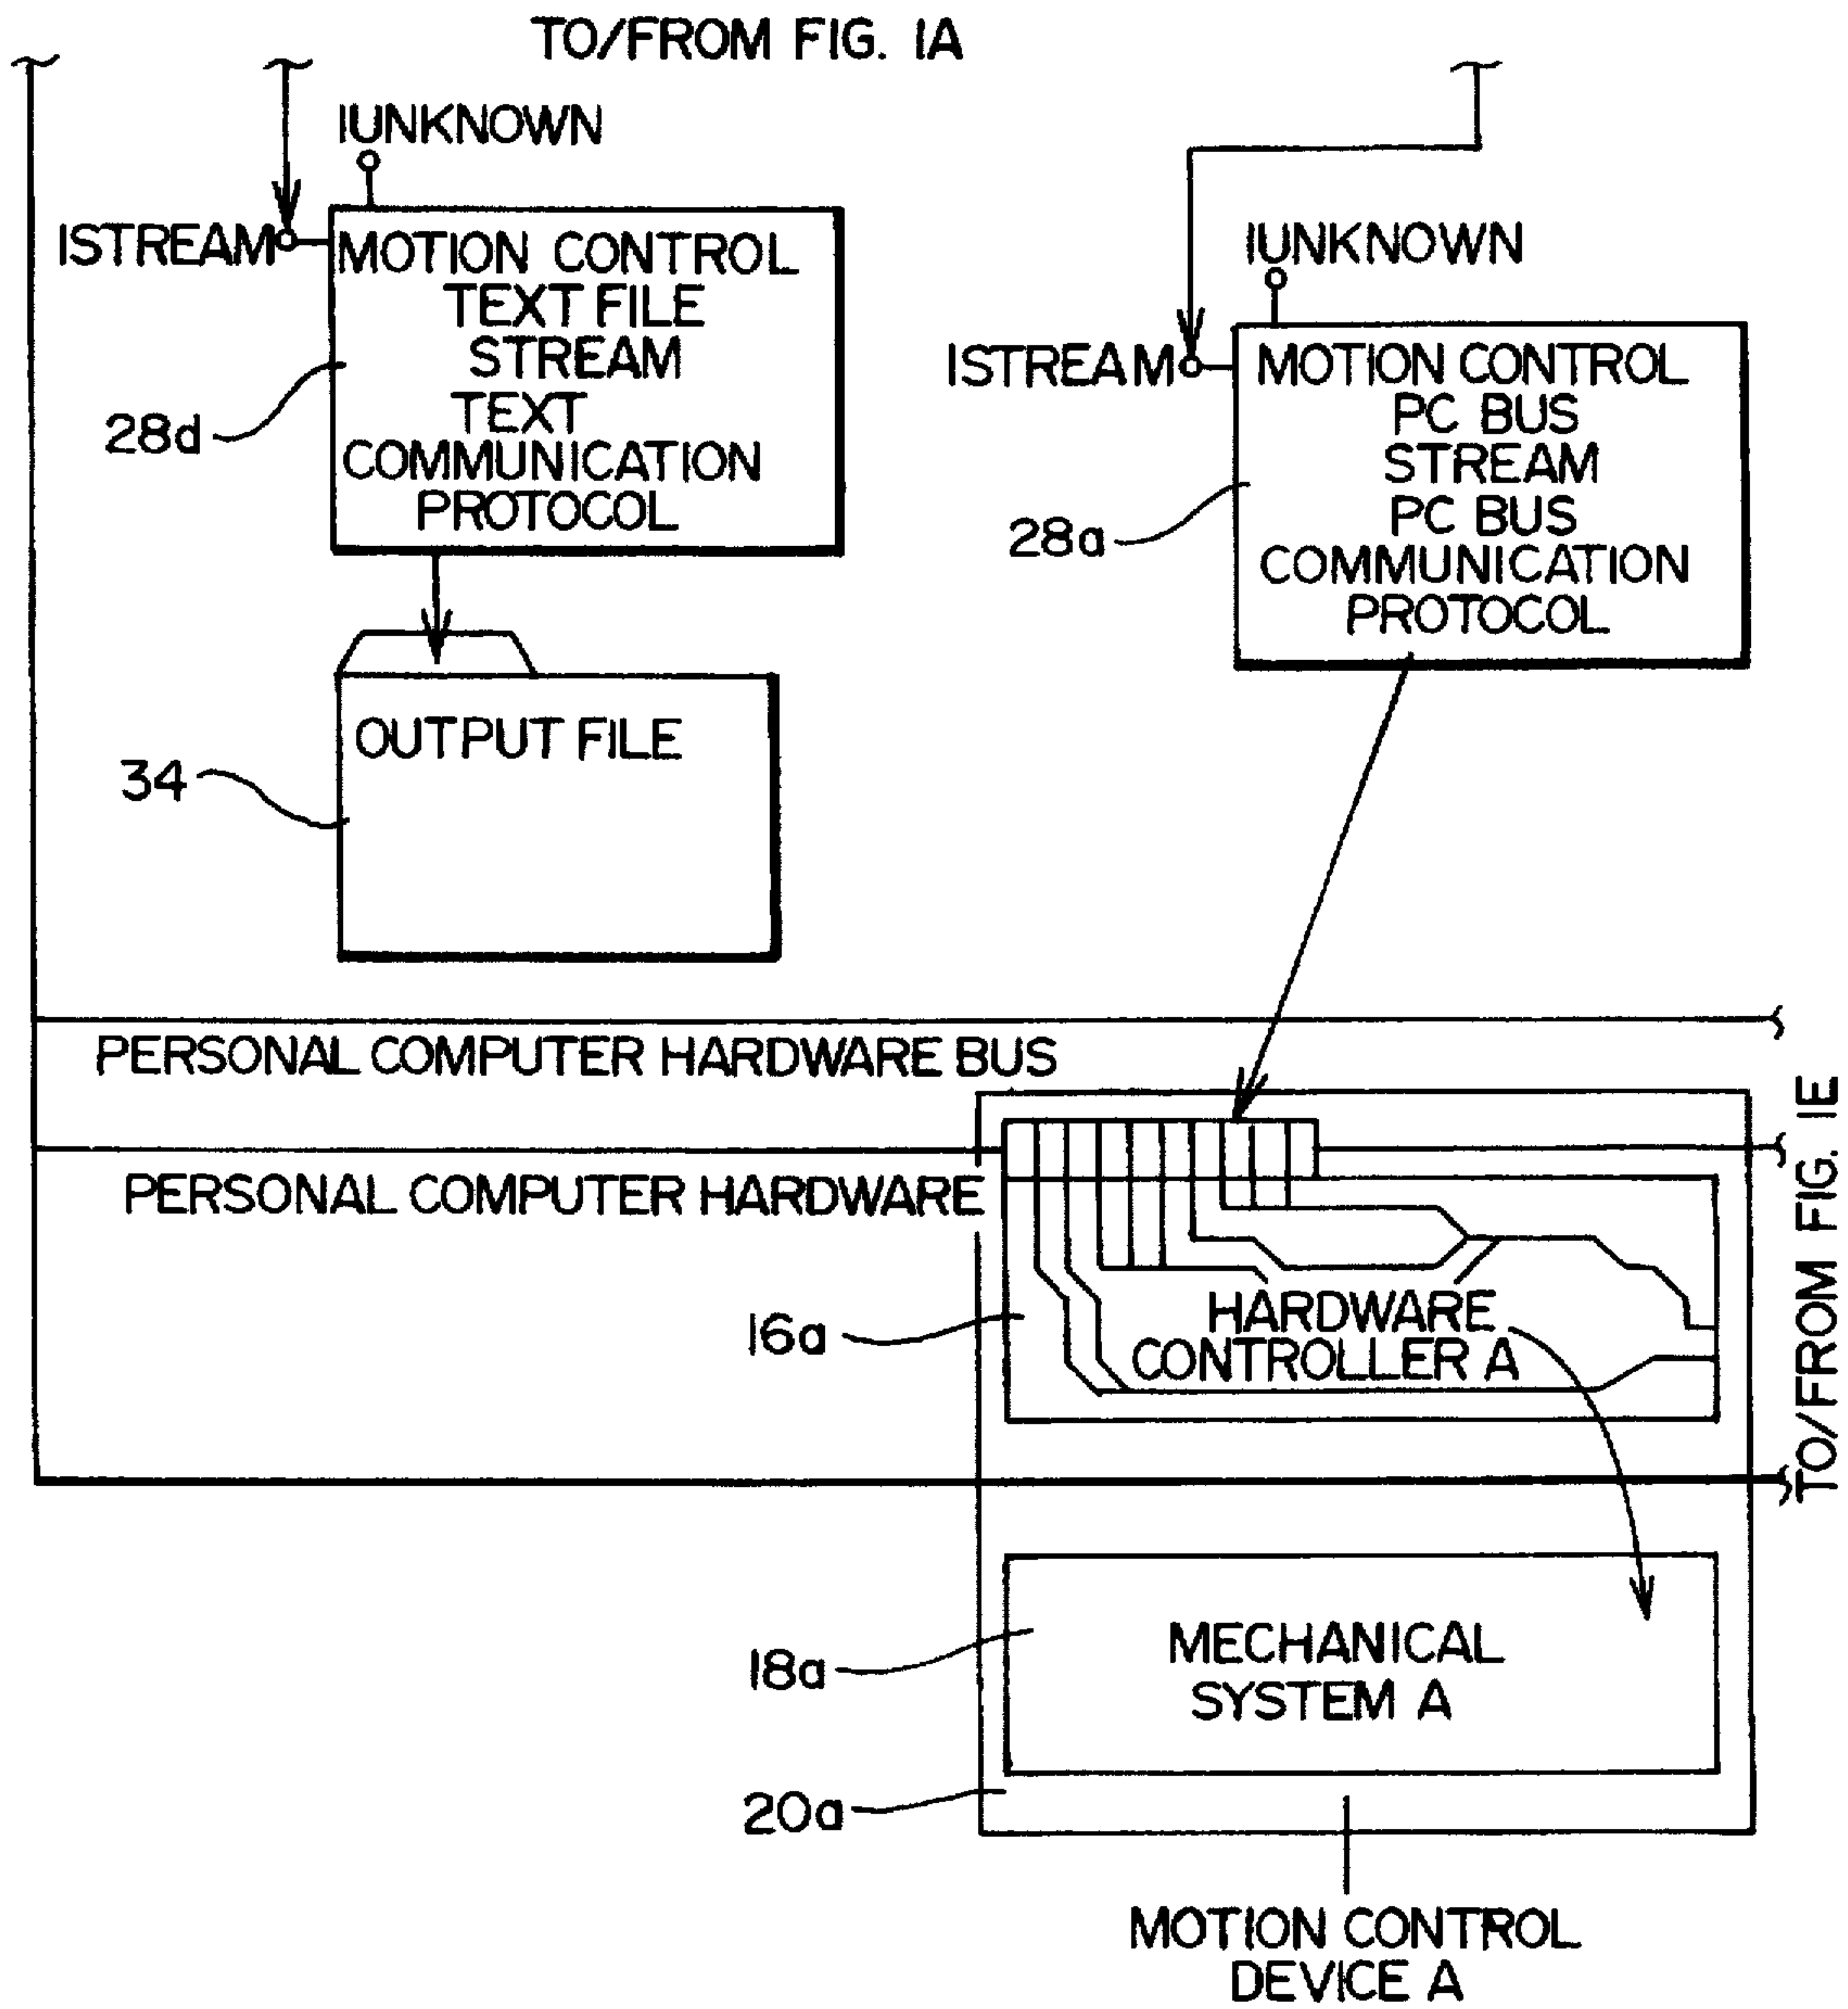 TO/FROM FIG. 1A
IUNKNOWN
ISTREAM
MOTION CONTROL
TEXT FILE
STREAM
TEXT
COMMUNICATION
PROTOCOL
28d
IUNKNOWN
ISTREAM
MOTION CONTROL
PC BUS
STREAM
PC BUS
COMMUNICATION
PROTOCOL
28a
OUTPUT FILE
34
PERSONAL COMPUTER HARDWARE BUS
PERSONAL COMPUTER HARDWARE
TO/FROM FIG. 1E
HARDWARE
CONTROLLER A
16a
MECHANICAL
SYSTEM A
18a
20a
MOTION CONTROL
DEVICE A